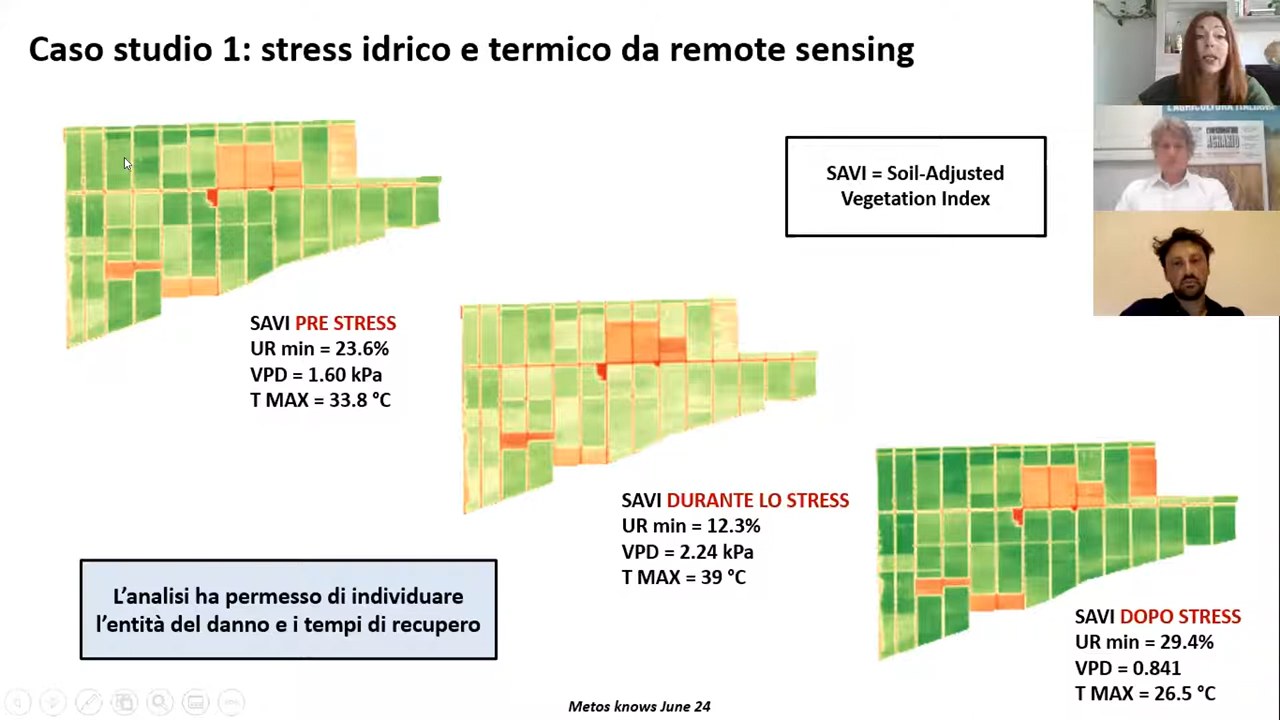 Caso studio 1: stress idrico e termico da remote sensing
L'AGRICOLTURA ITALIANA
AGRARIO
SAVI = Soil-Adjusted
Vegetation Index
SAVI PRE STRESS
UR min = 23.6%
VPD = 1.60 kPa
T MAX = 33.8 °C
SAVI DURANTE LO STRESS
UR min = 12.3%
VPD = 2.24 kPa
T MAX = 39 °C
L’analisi ha permesso di individuare
l’entità del danno e i tempi di recupero
SAVI DOPO STRESS
UR min = 29.4%
VPD = 0.841
T MAX = 26.5 °C
Metos knows June 24